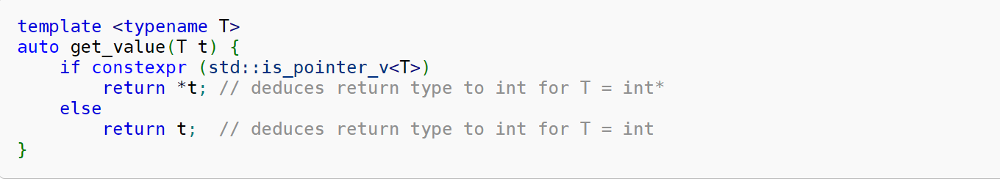 template <typename T>
auto get_value(T t) {
    if constexpr (std::is_pointer_v<T>)
        return *t; // deduces return type to int for T = int*
    else
        return t;  // deduces return type to int for T = int
}